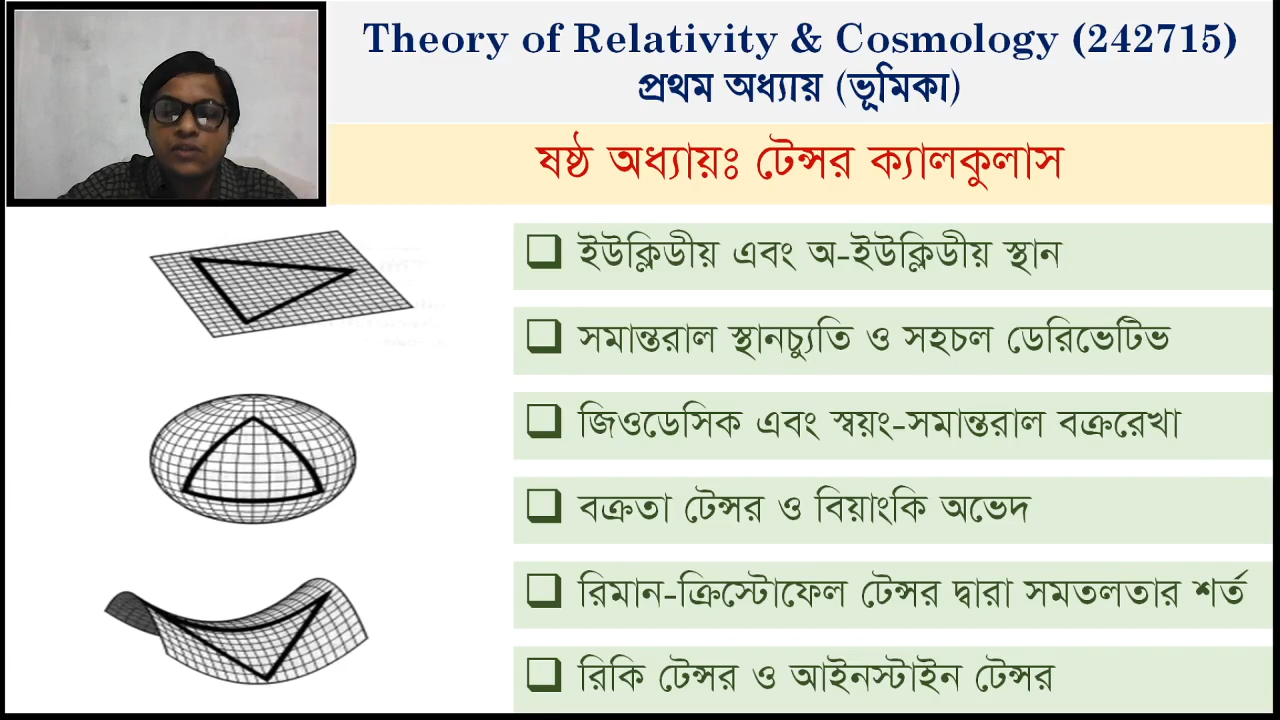 Theory of Relativity & Cosmology (242715)
প্রথম অধ্যায় (ভূমিকা)
ষষ্ঠ অধ্যায়ঃ টেন্সর ক্যালকুলাস
ইউক্লিডীয় এবং অ-ইউক্লিডীয় স্থান
সমান্তরাল স্থানচ্যুতি ও সহচল ডেরিভেটিভ
জিওডেসিক এবং স্বয়ং-সমান্তরাল বক্ররেখা
বক্রতা টেন্সর ও বিয়াংকি অভেদ
রিমান-ক্রিস্টোফেল টেন্সর দ্বারা সমতলতার শর্ত
রিকি টেন্সর ও আইনস্টাইন টেন্সর